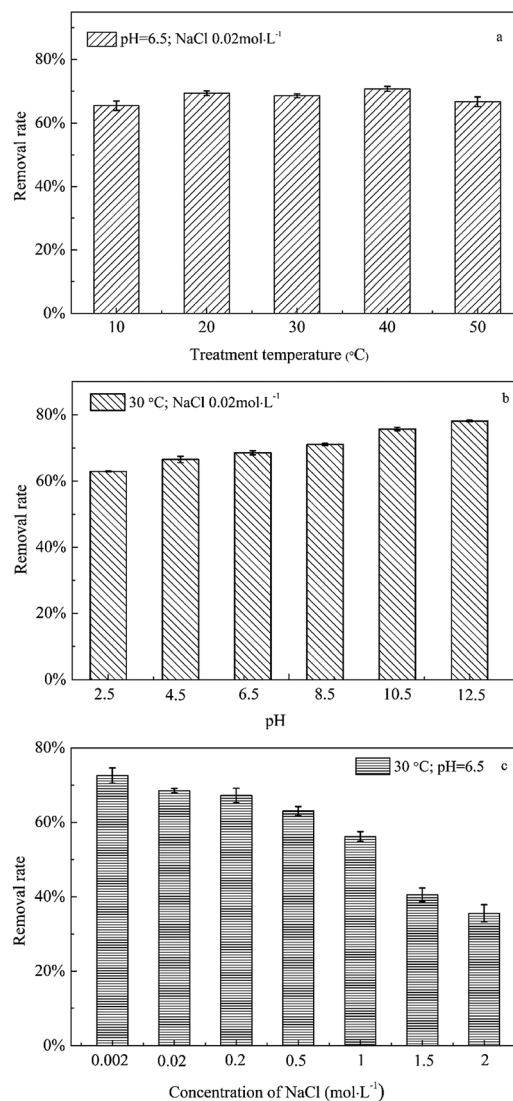 pH=6.5; NaCl 0.02mol·L⁻¹
a
80%
60%
40%
20%
0%
Removal rate
10 20 30 40 50
Treatment temperature (°C)
30 °C; NaCl 0.02mol·L⁻¹
b
80%
60%
40%
20%
0%
Removal rate
2.5 4.5 6.5 8.5 10.5 12.5
pH
80%
30 °C; pH=6.5 c
60%
40%
20%
0%
Removal rate
0.002 0.02 0.2 0.5 1 1.5 2
Concentration of NaCl (mol·L⁻¹)